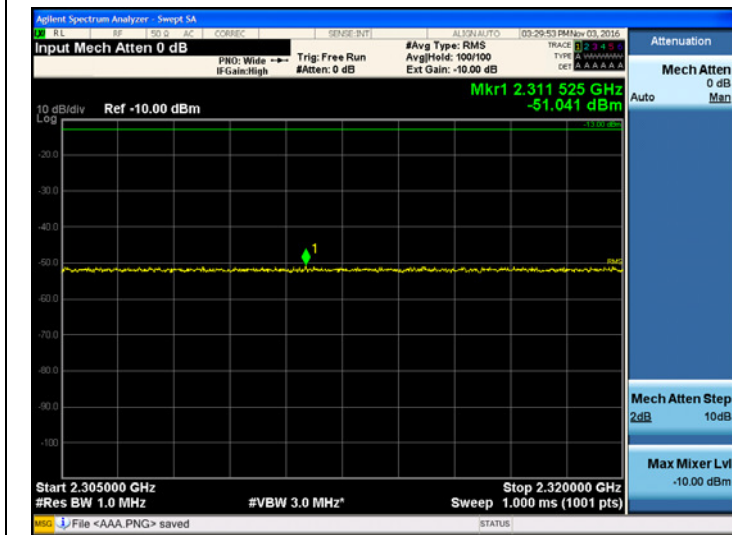 Agilent Spectrum Analyzer - Swept SA
RL RF 50 Ω AC CORREC SENSE:INT ALIGNAUTO 03:29:53 PM Nov 03, 2016
Input Mech Atten 0 dB
PNO: Wide
IFGain:High
Trig: Free Run
#Atten: 0 dB
#Avg Type: RMS
Avg|Hold: 100/100
Ext Gain: -10.00 dB
TRACE 1 2 3 4 5 6
TYPE A
DET A A A A A A
Mkr1 2.311 525 GHz
-51.041 dBm
10 dB/div Ref -10.00 dBm
Log
-13.00 dBm
-20.0
-30.0
-40.0
1
-50.0
RMS
-60.0
-70.0
-80.0
-90.0
-100
Start 2.305000 GHz Stop 2.320000 GHz
#Res BW 1.0 MHz #VBW 3.0 MHz* Sweep 1.000 ms (1001 pts)
MSG File <AAA.PNG> saved STATUS
Attenuation
Mech Atten
0 dB
Auto Man
Mech Atten Step
2dB 10dB
Max Mixer Lvl
-10.00 dBm